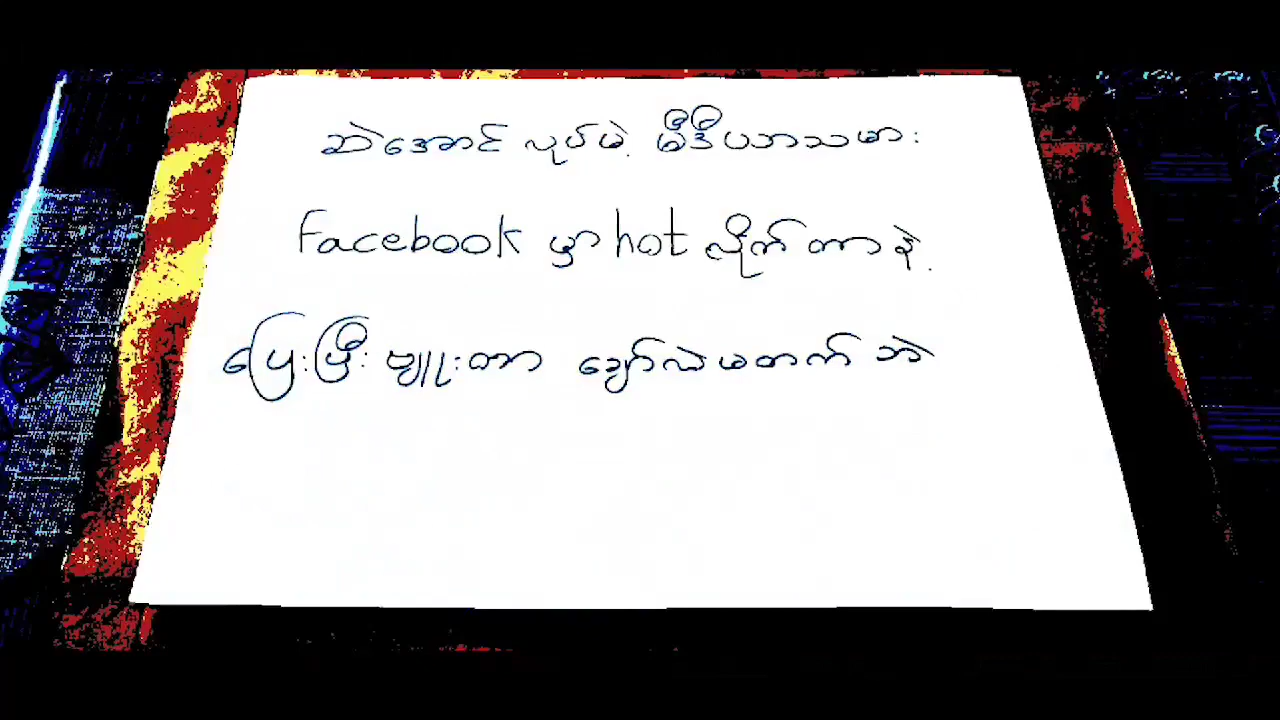 ဆဲအောင် လုပ်မဲ့ မီဒီယာသမား
Facebook မှာ hot လိုက်တာနဲ့
ပြေးပြီး ဗျူးတာ ချော်လဲမတက်ဘဲ